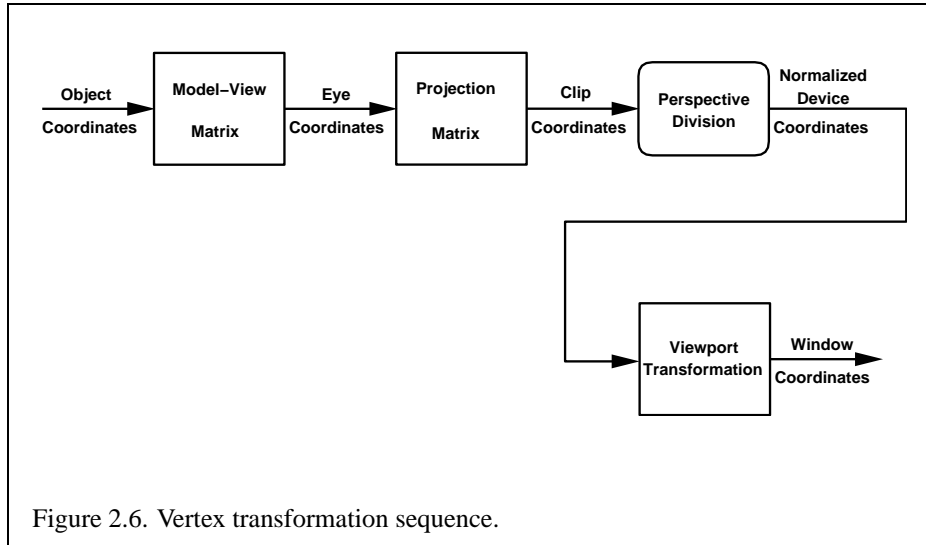 Object
Coordinates
Model–View
Matrix
Eye
Coordinates
Projection
Matrix
Clip
Coordinates
Perspective
Division
Normalized
Device
Coordinates
Viewport
Transformation
Window
Coordinates
Figure 2.6. Vertex transformation sequence.